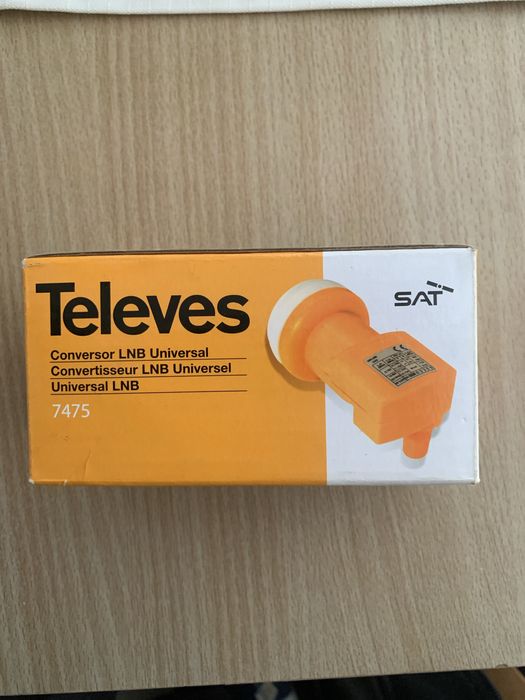 Televes
SAT
Conversor LNB Universal
Convertisseur LNB Universel
Universal LNB
7475